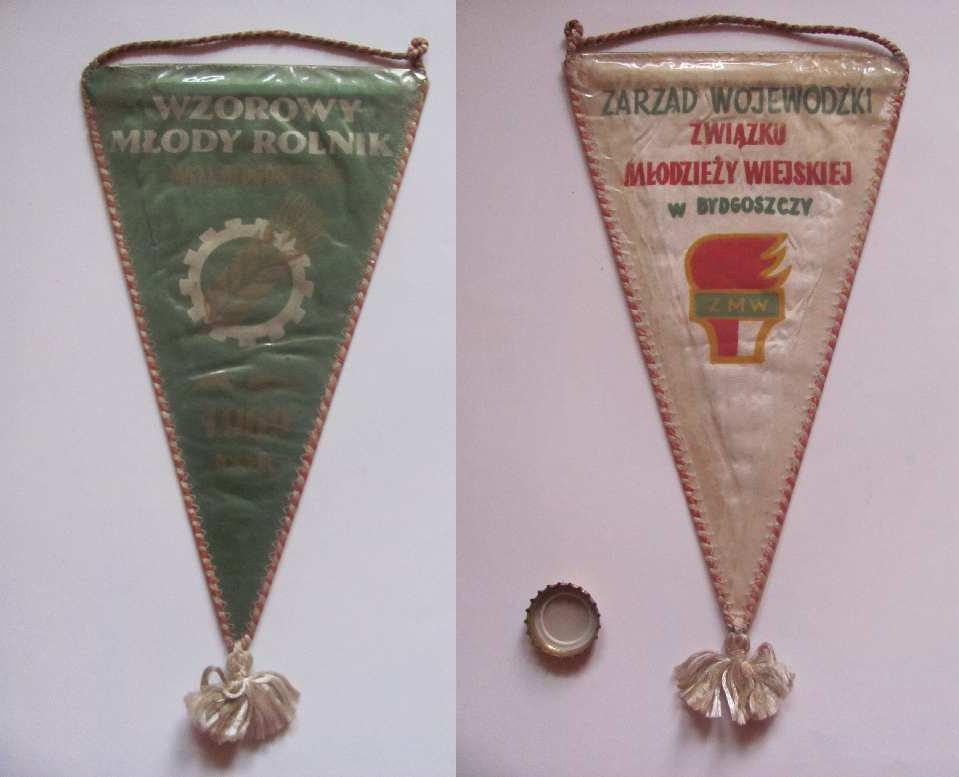 WZOROWY
MŁODY ROLNIK
ZARZĄD WOJEWÓDZKI
ZWIĄZKU
MŁODZIEŻY WIEJSKIEJ
W BYDGOSZCZY
ZMW